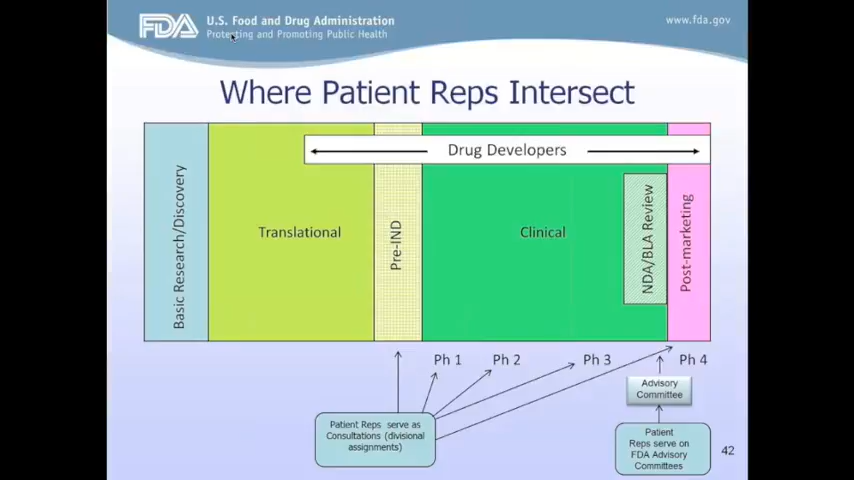 FDA
U.S. Food and Drug Administration
Protecting and Promoting Public Health
www.fda.gov
Where Patient Reps Intersect
Drug Developers
Basic Research/Discovery
Translational
Pre-IND
Clinical
NDA/BLA Review
Post-marketing
Ph 1
Ph 2
Ph 3
Ph 4
Advisory
Committee
Patient Reps serve as
Consultations (divisional
assignments)
Patient
Reps serve on
FDA Advisory
Committees
42